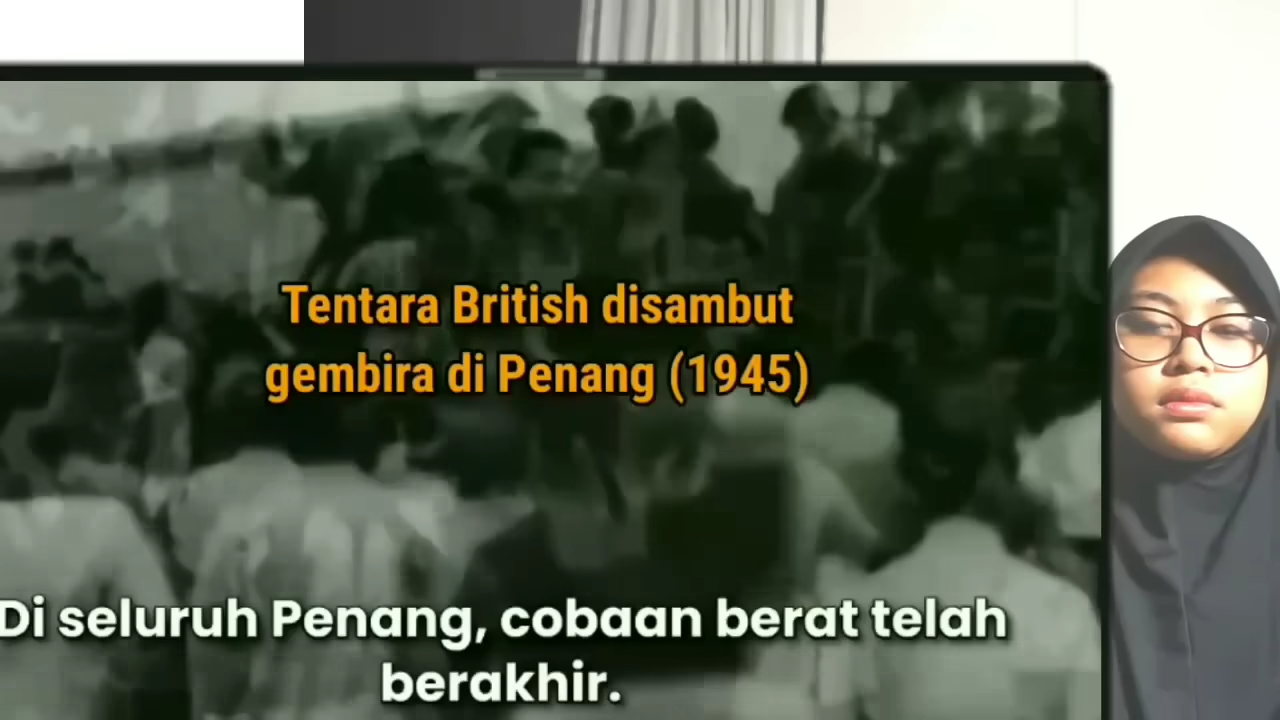 Tentara British disambut
gembira di Penang (1945)
Di seluruh Penang, cobaan berat telah
berakhir.